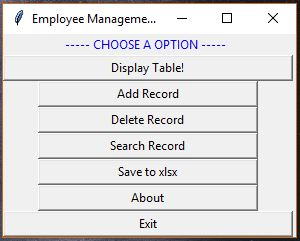 Employee Manageme...
----- CHOOSE A OPTION -----
Display Table!
Add Record
Delete Record
Search Record
Save to xlsx
About
Exit